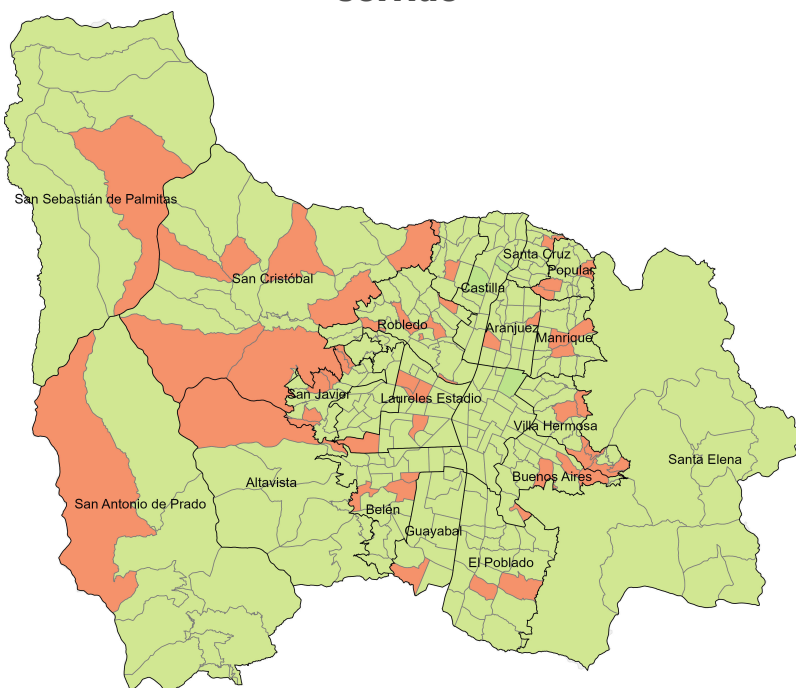 San Sebastián de Palmitas
Santa Cruz
Popular
San Cristóbal
Castilla
Robledo
Aranjuez
Manrique
San Javier
Laureles Estadio
Villa Hermosa
Santa Elena
Altavista
Buenos Aires
San Antonio de Prado
Belén
Guayabal
El Poblado